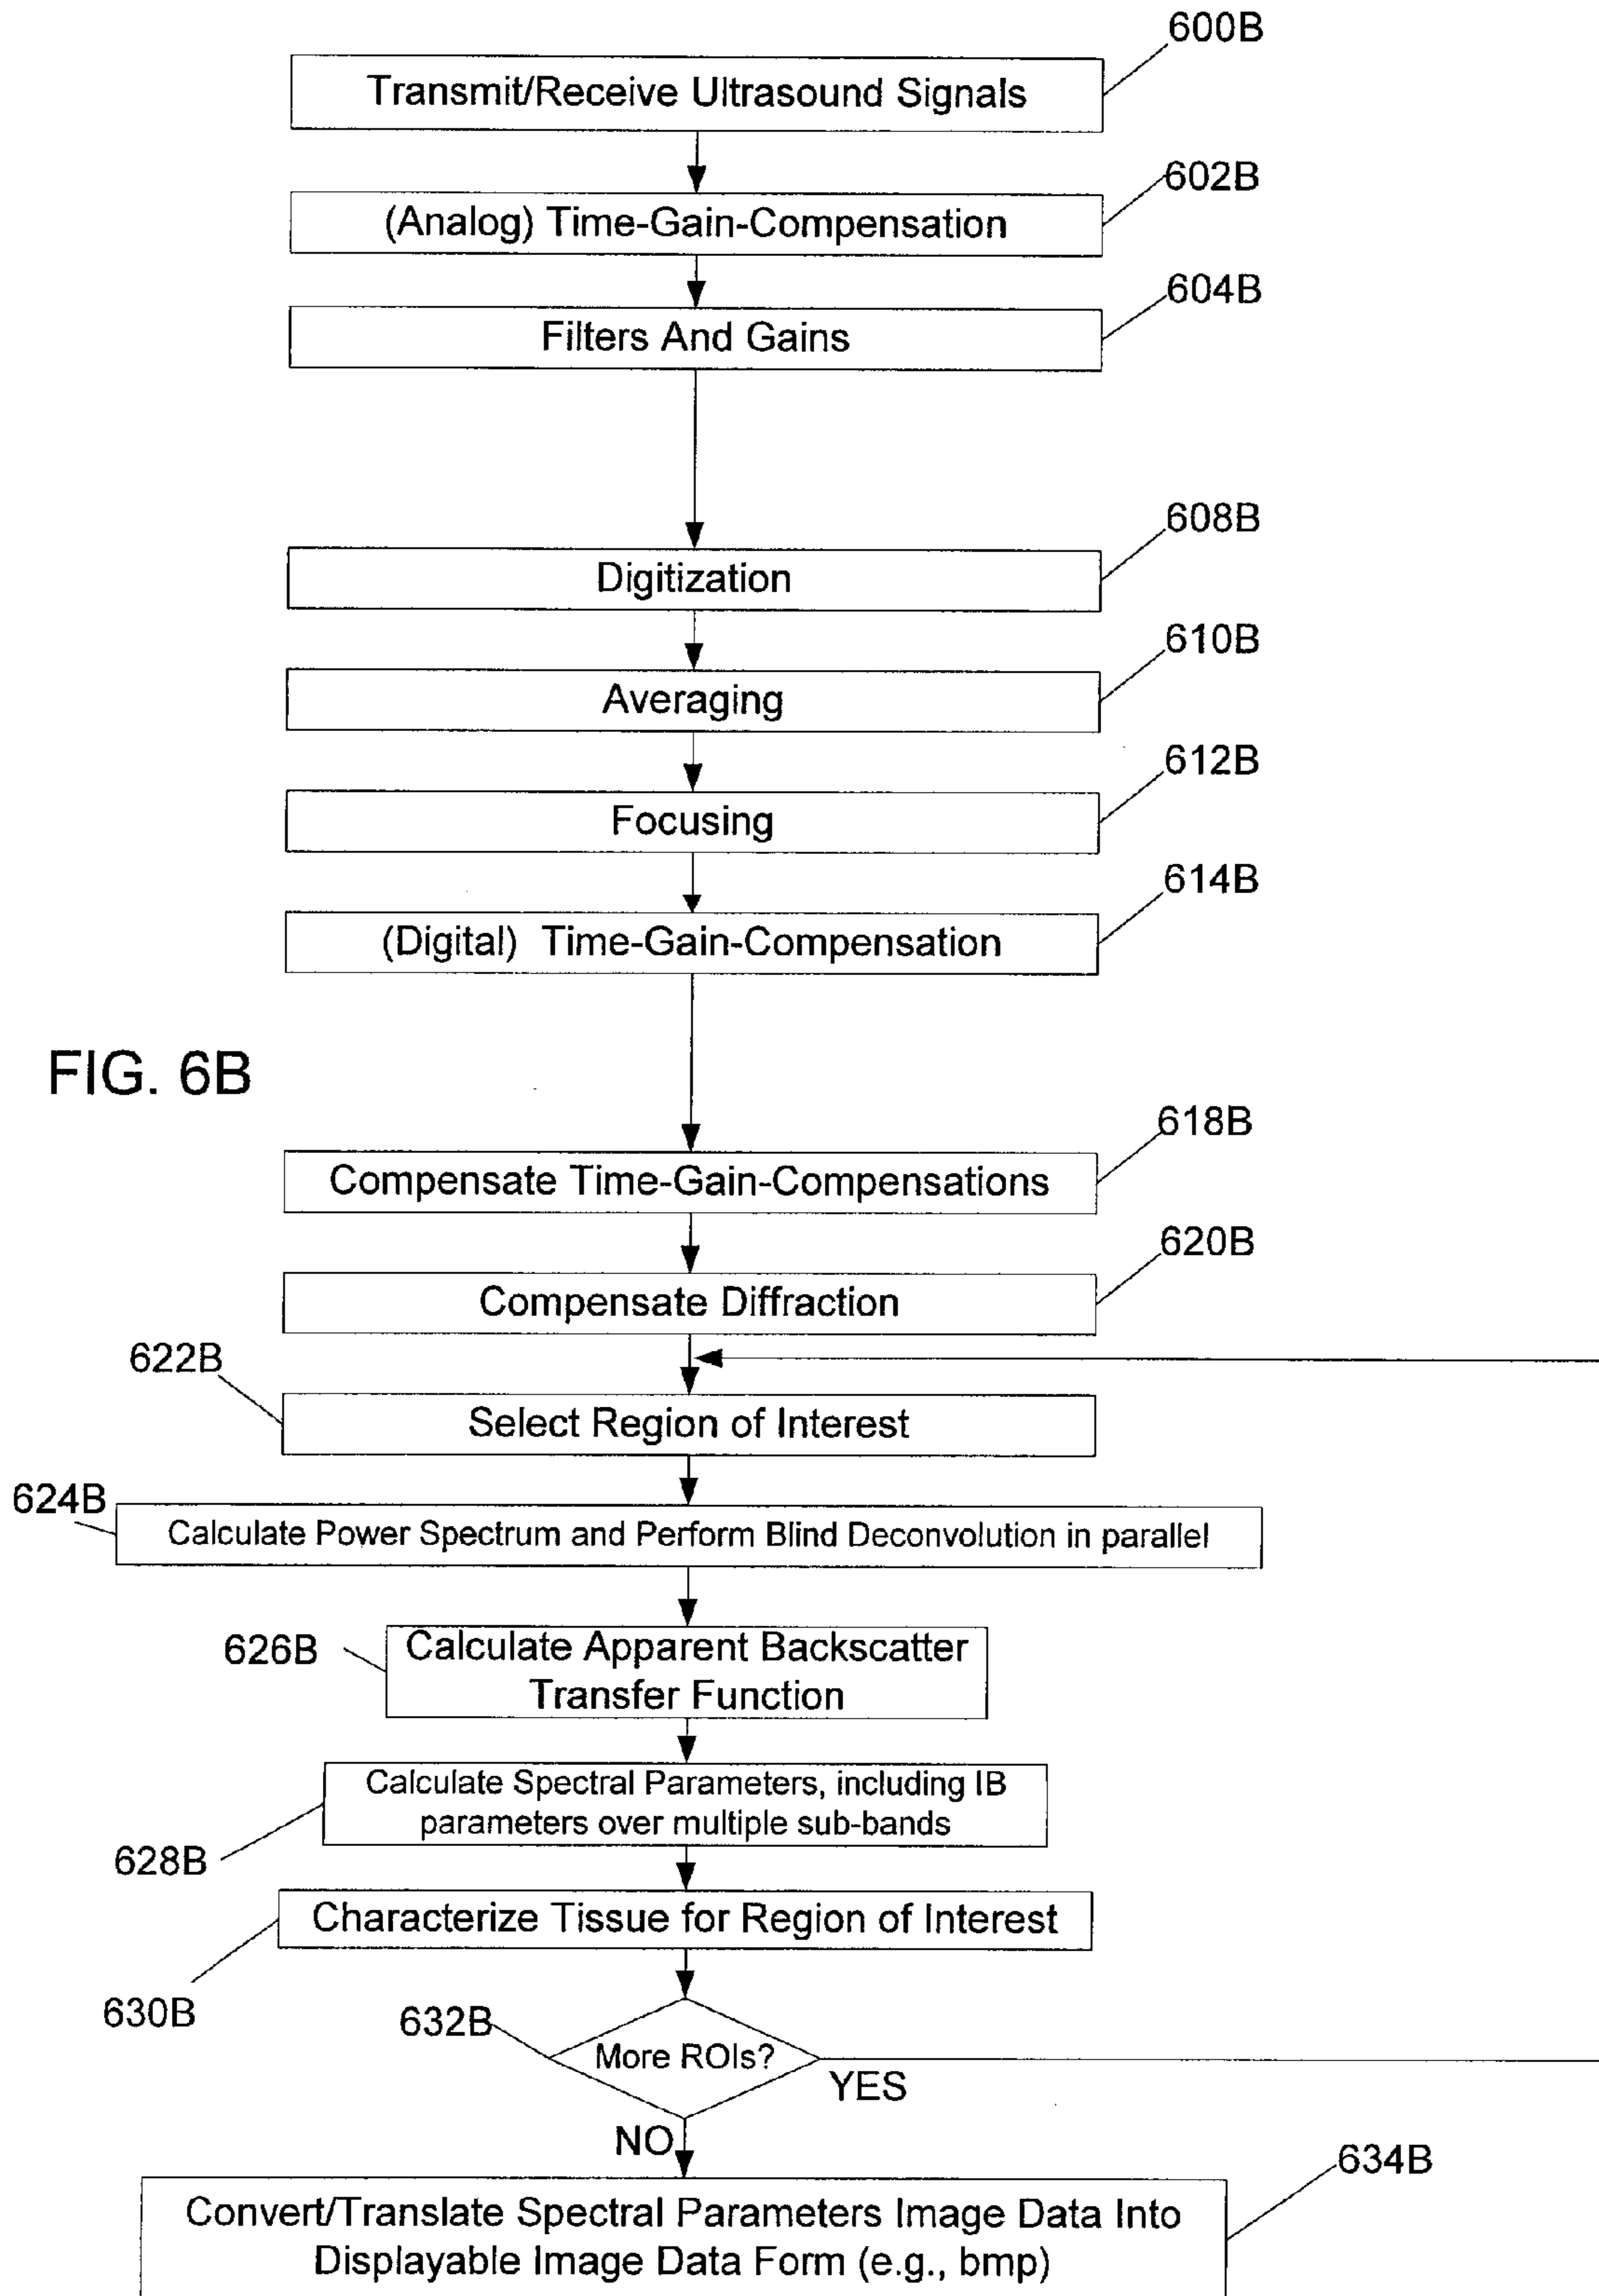 600B
Transmit/Receive Ultrasound Signals
602B
(Analog) Time-Gain-Compensation
604B
Filters And Gains
608B
Digitization
610B
Averaging
612B
Focusing
614B
(Digital) Time-Gain-Compensation
FIG. 6B
618B
Compensate Time-Gain-Compensations
620B
Compensate Diffraction
622B
Select Region of Interest
624B
Calculate Power Spectrum and Perform Blind Deconvolution in parallel
626B
Calculate Apparent Backscatter
Transfer Function
Calculate Spectral Parameters, including IB
parameters over multiple sub-bands
628B
Characterize Tissue for Region of Interest
630B
632B
More ROIs?
YES
NO
634B
Convert/Translate Spectral Parameters Image Data Into
Displayable Image Data Form (e.g., bmp)